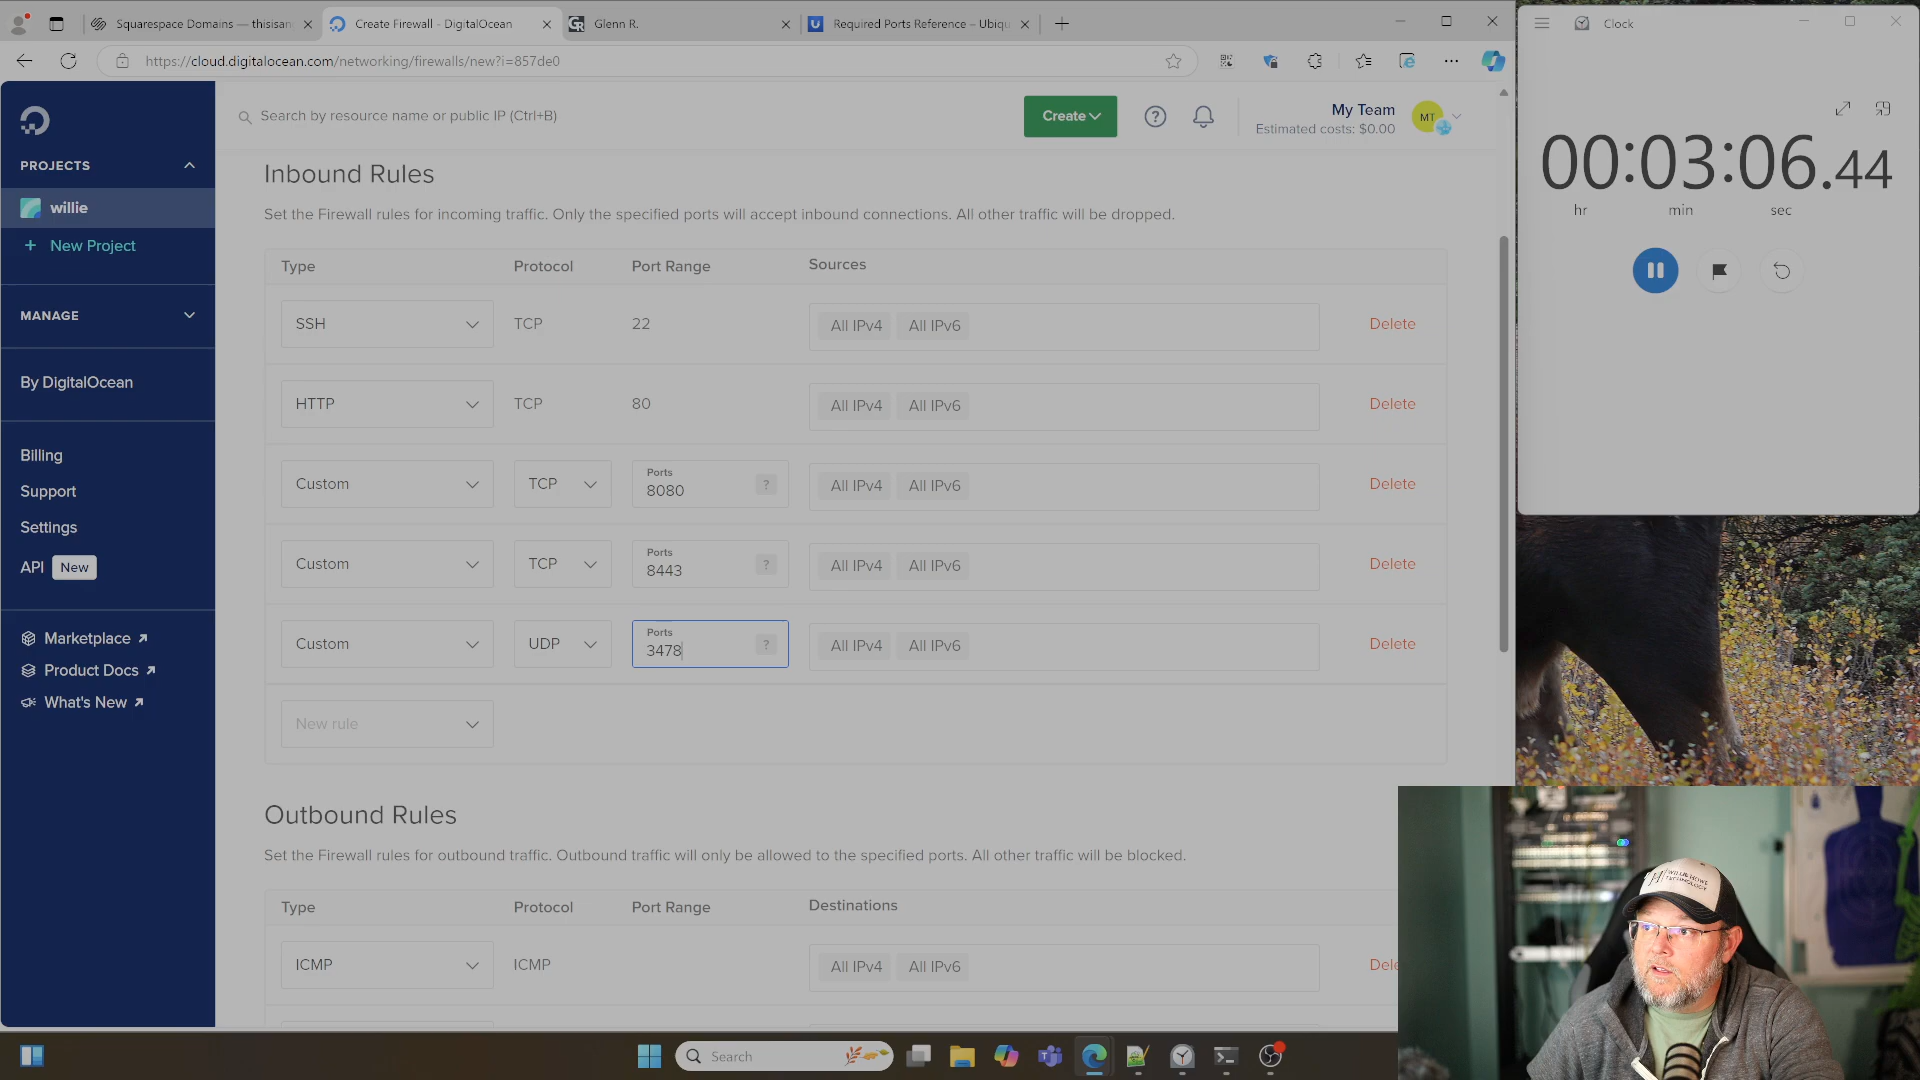 Squarespace Domains — thisisan
Create Firewall - DigitalOcean
Glenn R.
Required Ports Reference – Ubiqu
https://cloud.digitalocean.com/networking/firewalls/new?i=857de0
PROJECTS
willie
+ New Project
MANAGE
By DigitalOcean
Billing
Support
Settings
API New
Marketplace
Product Docs
What's New
Search by resource name or public IP (Ctrl+B)
Create
?
My Team
Estimated costs: $0.00
MT
Inbound Rules
Set the Firewall rules for incoming traffic. Only the specified ports will accept inbound connections. All other traffic will be dropped.
Type Protocol Port Range Sources
SSH TCP 22 All IPv4 All IPv6 Delete
HTTP TCP 80 All IPv4 All IPv6 Delete
Custom TCP Ports 8080 ? All IPv4 All IPv6 Delete
Custom TCP Ports 8443 ? All IPv4 All IPv6 Delete
Custom UDP Ports 3478 ? All IPv4 All IPv6 Delete
New rule
Outbound Rules
Set the Firewall rules for outbound traffic. Outbound traffic will only be allowed to the specified ports. All other traffic will be blocked.
Type Protocol Port Range Destinations
ICMP ICMP All IPv4 All IPv6 Dele
Clock
00:03:06.44
hr min sec
WILLIE HOWE
TECHNOLOGY
Search